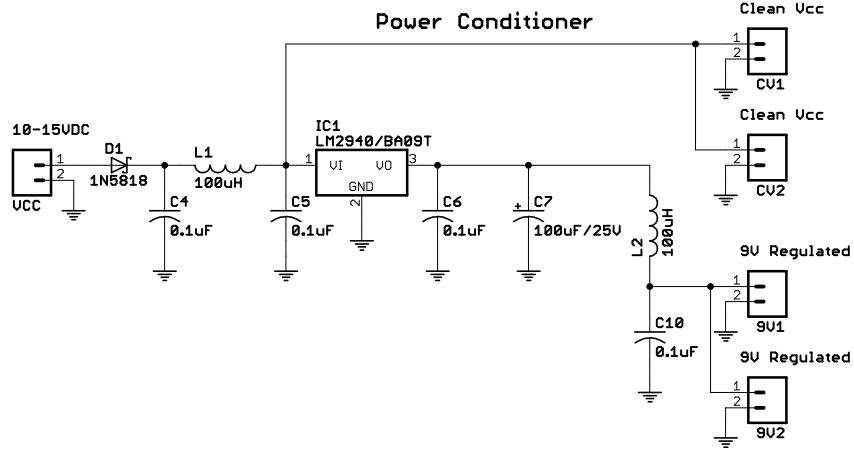 Power Conditioner
Clean Vcc
1
2
CV1
Clean Vcc
1
2
CV2
10-15VDC
1
2
VCC
D1
1N5818
L1
100uH
IC1
LM2940/BA09T
1
VI
VO
3
GND
2
C4
0.1uF
C5
0.1uF
C6
0.1uF
+
C7
100uF/25V
L2
100uH
9V Regulated
1
2
9V1
C10
0.1uF
9V Regulated
1
2
9V2